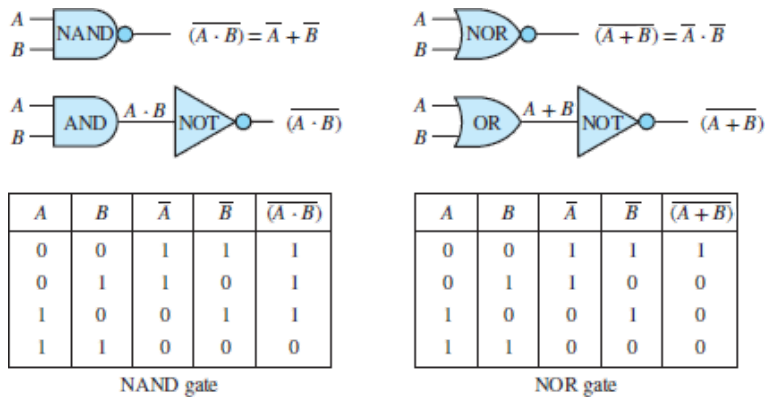 A
B
NAND
(A · B)̅ = A̅ + B̅
A
B
AND
A · B
NOT
(A · B)̅
A B A̅ B̅ (A · B)̅
0 0 1 1 1
0 1 1 0 1
1 0 0 1 1
1 1 0 0 0
NAND gate
A
B
NOR
(A + B)̅ = A̅ · B̅
A
B
OR
A + B
NOT
(A + B)̅
A B A̅ B̅ (A + B)̅
0 0 1 1 1
0 1 1 0 0
1 0 0 1 0
1 1 0 0 0
NOR gate